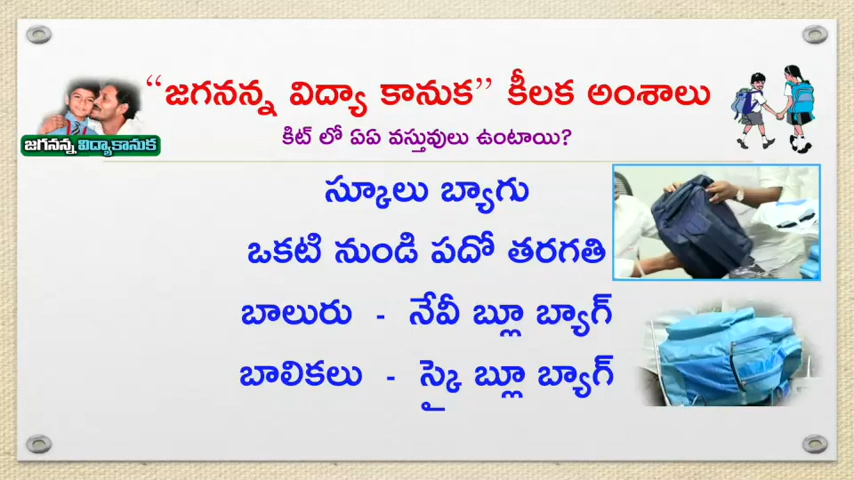 “జగనన్న విద్యా కానుక” కీలక అంశాలు
కిట్ లో ఏఏ వస్తువులు ఉంటాయి?
జగనన్న విద్యాకానుక
స్కూలు బ్యాగు
ఒకటి నుండి పదో తరగతి
బాలురు - నేవీ బ్లూ బ్యాగ్
బాలికలు - స్కై బ్లూ బ్యాగ్